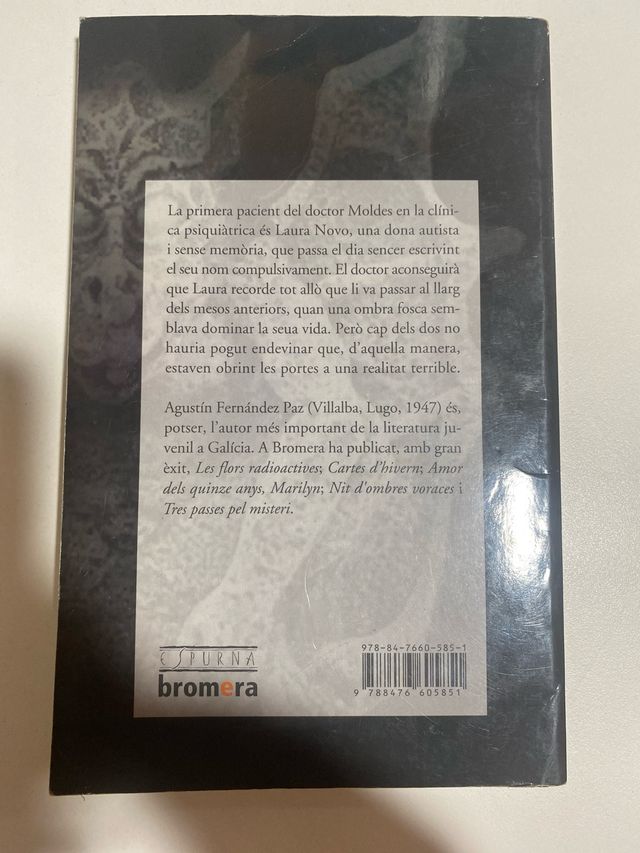 La primera pacient del doctor Moldes en la clíni-
ca psiquiàtrica és Laura Novo, una dona autista
i sense memòria, que passa el dia sencer escrivint
el seu nom compulsivament. El doctor aconseguirà
que Laura recorde tot allò que li va passar al llarg
dels mesos anteriors, quan una ombra fosca sem-
blava dominar la seua vida. Però cap dels dos no
hauria pogut endevinar que, d'aquella manera,
estaven obrint les portes a una realitat terrible.
Agustín Fernández Paz (Villalba, Lugo, 1947) és,
potser, l'autor més important de la literatura ju-
venil a Galícia. A Bromera ha publicat, amb gran
èxit, Les flors radioactives; Cartes d'hivern; Amor
dels quinze anys, Marilyn; Nit d'ombres voraces i
Tres passes pel misteri.
ESPURNA
bromera
978-84-7660-585-1
9 788476 605851